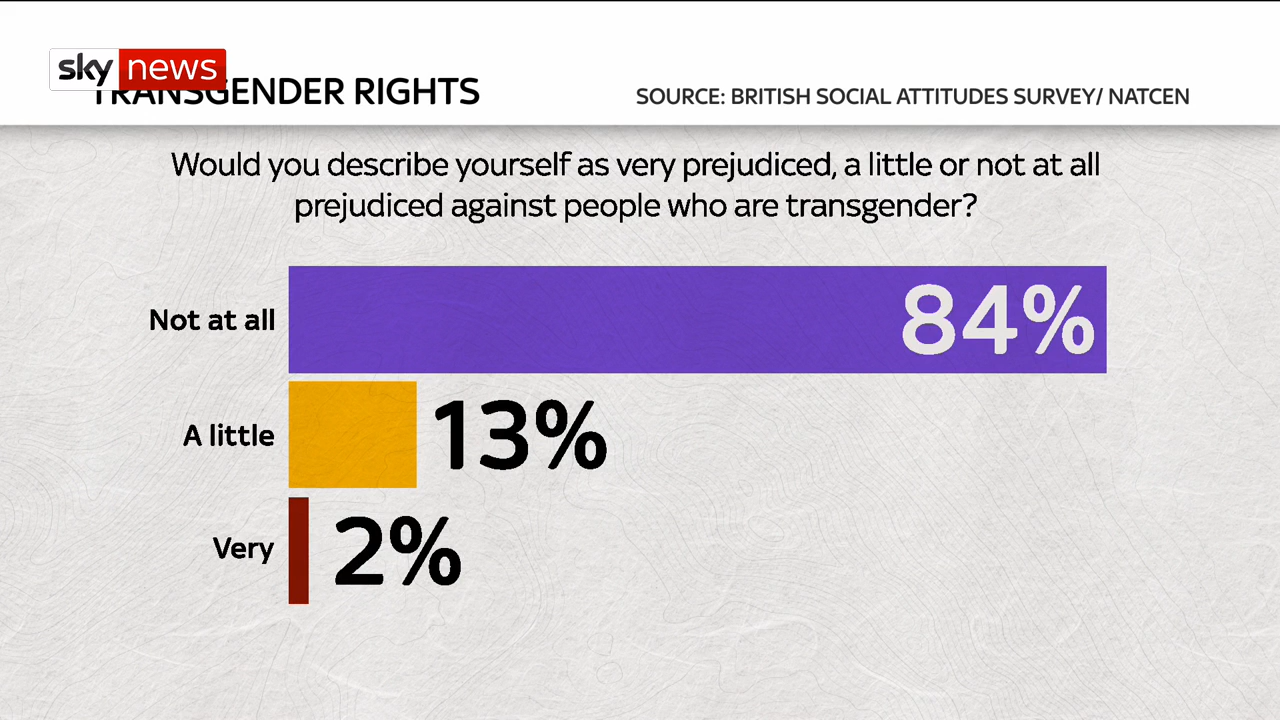 sky news
TRANSGENDER RIGHTS
SOURCE: BRITISH SOCIAL ATTITUDES SURVEY/ NATCEN
Would you describe yourself as very prejudiced, a little or not at all
prejudiced against people who are transgender?
Not at all
84%
A little
13%
Very
2%